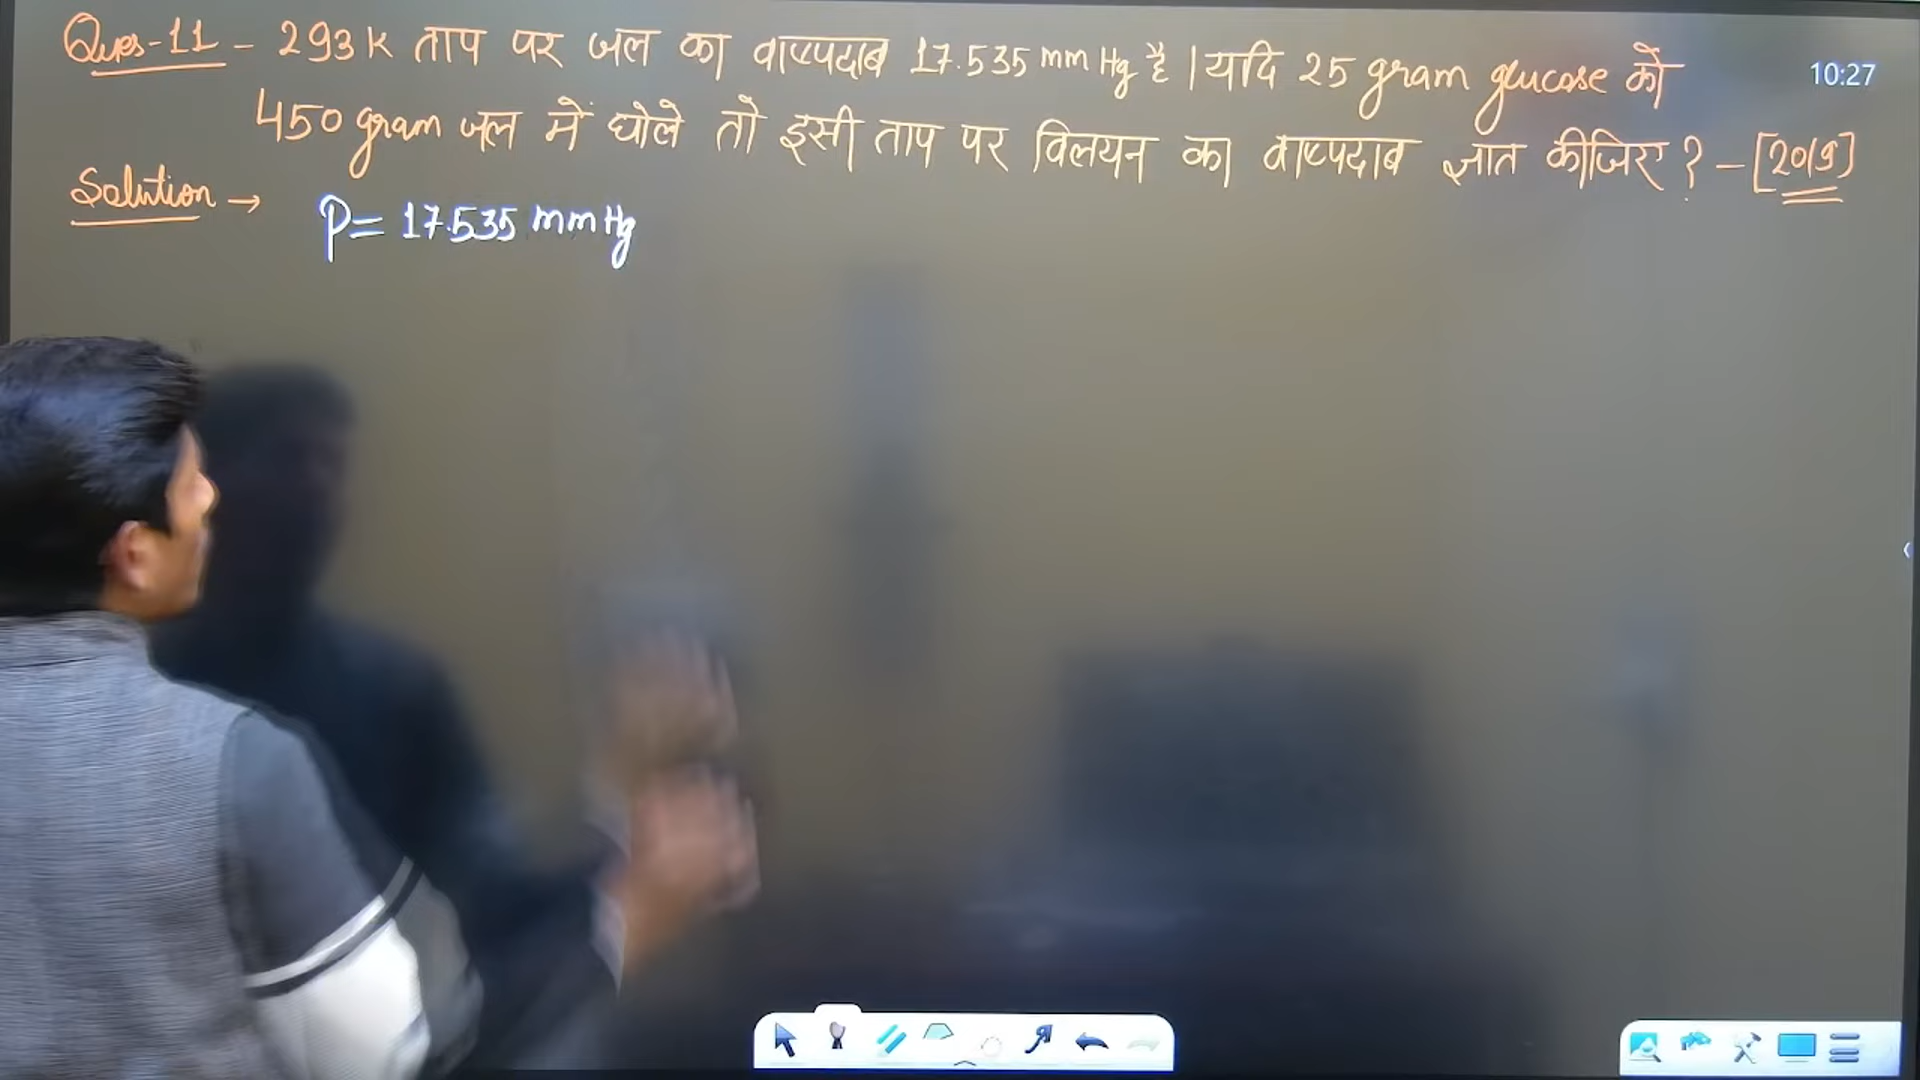 Ques-11 - 293K ताप पर जल का वाष्पदाब 17.535 mm Hg है । यदि 25 gram glucose को
10:27
450 gram जल में घोले तो इसी ताप पर विलयन का वाष्पदाब ज्ञात कीजिए ? - [2019]
Solution → P = 17.535 mm Hg